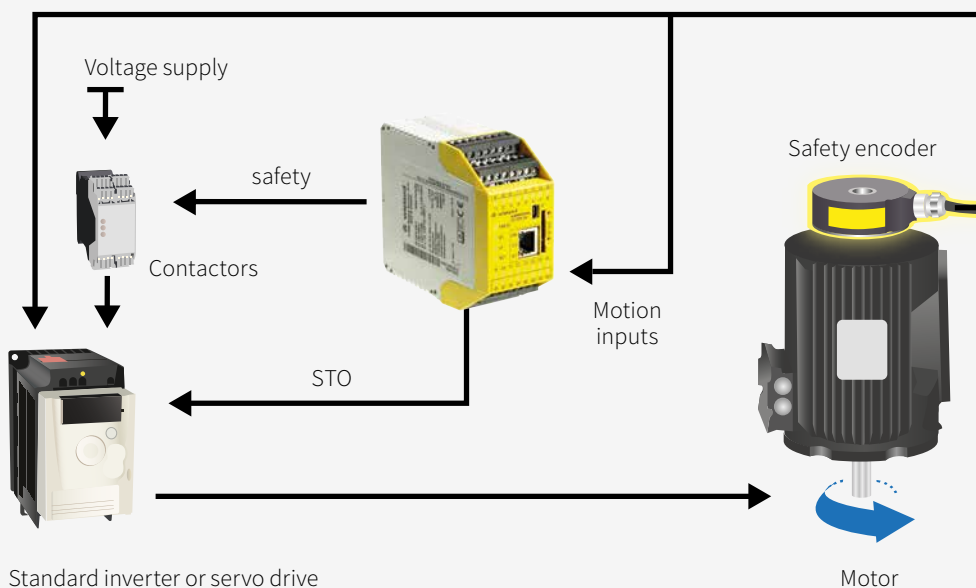 Voltage supply
safety
Safety encoder
Contactors
Motion
inputs
STO
Standard inverter or servo drive
Motor